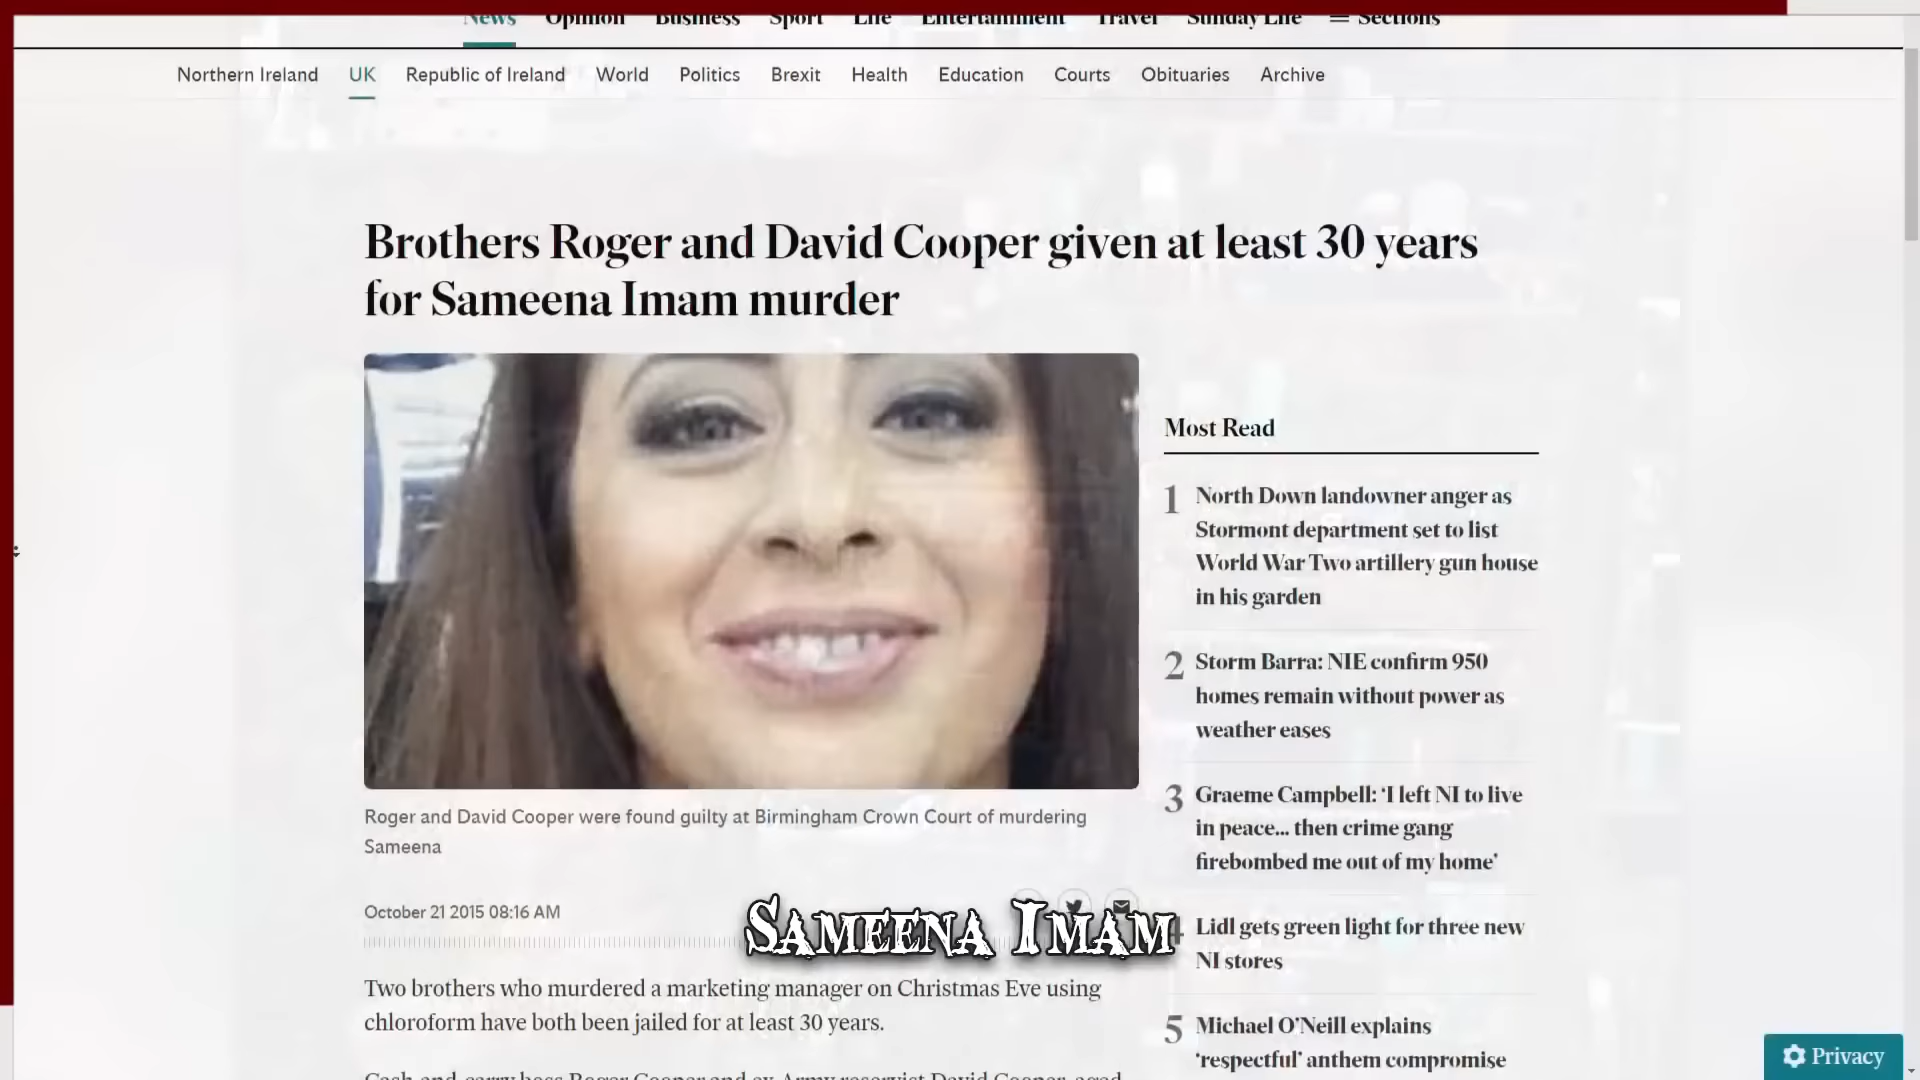 News Opinion Business Sport Life Entertainment Travel Sunday Life Sections
Northern Ireland UK Republic of Ireland World Politics Brexit Health Education Courts Obituaries Archive
Brothers Roger and David Cooper given at least 30 years
for Sameena Imam murder
Roger and David Cooper were found guilty at Birmingham Crown Court of murdering
Sameena
October 21 2015 08:16 AM
Sameena Imam
Two brothers who murdered a marketing manager on Christmas Eve using
chloroform have both been jailed for at least 30 years.
Cash-and-carry boss Roger Cooper and ex-Army reservist David Cooper, aged
Most Read
1 North Down landowner anger as
Stormont department set to list
World War Two artillery gun house
in his garden
2 Storm Barra: NIE confirm 950
homes remain without power as
weather eases
3 Graeme Campbell: ‘I left NI to live
in peace... then crime gang
firebombed me out of my home’
4 Lidl gets green light for three new
NI stores
5 Michael O’Neill explains
‘respectful’ anthem compromise
Privacy